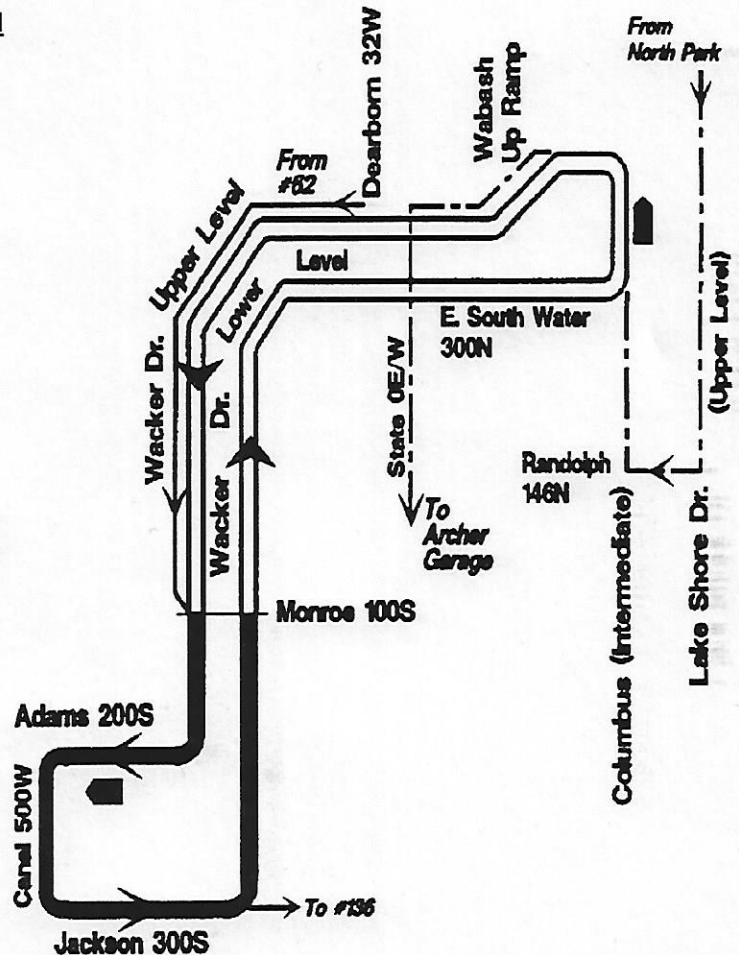 From
North Park
Dearborn 32W
Wabash
Up Ramp
From
#52
Upper Level
Lower
Level
Wacker Dr.
Wacker
Dr.
E. South Water
300N
State 0E/W
(Upper Level)
Randolph
146N
To
Archer
Garage
Columbus (Intermediate)
Lake Shore Dr.
Monroe 100S
Adams 200S
Canal 500W
To #136
Jackson 300S